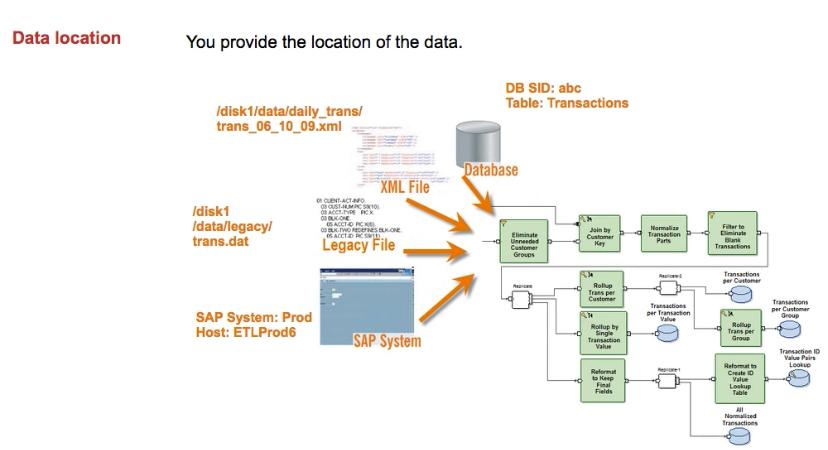 Data location
You provide the location of the data.
DB SID: abc
Table: Transactions
/disk1/data/daily_trans/
trans_06_10_09.xml
XML File
Database
/disk1
/data/legacy/
trans.dat
01 CLIENT-ACT-INFO.
03 CUST-NUM PIC S9(10).
03 ACCT-TYPE PIC X.
03 BLK-ONE.
05 ACCT-ID PIC X(6).
03 BLK-TWO REDEFINES BLK-ONE.
05 ACCT-ID PIC S9(11).
Legacy File
SAP System: Prod
Host: ETLProd6
SAP System
Eliminate
Unneeded
Customer
Groups
Join by
Customer
Key
Normalize
Transaction
Parts
Filter to
Eliminate
Blank
Transactions
Replicate
Rollup
Trans per
Customer
Replicate-2
Transactions
per Customer
Rollup by
Single
Transaction
Value
Transactions
per Transaction
Value
Rollup
Trans per
Group
Transactions
per Customer
Group
Reformat
to Keep
Final
Fields
Replicate-1
Reformat to
Create ID
Value
Lookup
Table
Transaction ID
Value Pairs
Lookup
All
Normalized
Transactions